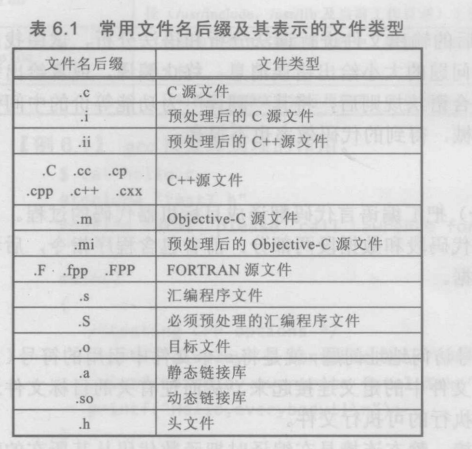 表 6.1 常用文件名后缀及其表示的文件类型
文件名后缀 文件类型
.c C 源文件
.i 预处理后的 C 源文件
.ii 预处理后的 C++源文件
.C .cc .cp
.cpp .c++ .cxx C++源文件
.m Objective-C 源文件
.mi 预处理后的 Objective-C 源文件
.F .fpp .FPP FORTRAN 源文件
.s 汇编程序文件
.S 必须预处理的汇编程序文件
.o 目标文件
.a 静态链接库
.so 动态链接库
.h 头文件